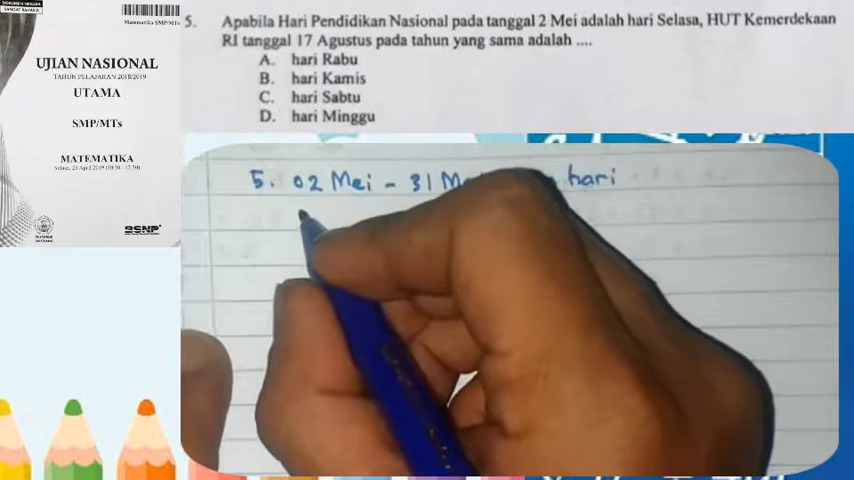 DOKUMEN NEGARA
SANGAT RAHASIA
Matematika SMP/MTs
UJIAN NASIONAL
TAHUN PELAJARAN 2018/2019
UTAMA
SMP/MTs
MATEMATIKA
BSNP
5. Apabila Hari Pendidikan Nasional pada tanggal 2 Mei adalah hari Selasa, HUT Kemerdekaan
RI tanggal 17 Agustus pada tahun yang sama adalah ....
A. hari Rabu
B. hari Kamis
C. hari Sabtu
D. hari Minggu
5. 02 Mei - 31 hari